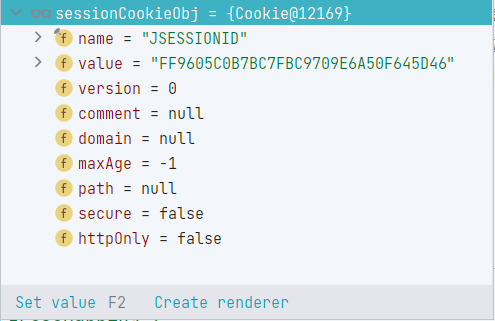 sessionCookieObj = {Cookie@12169}
f name = "JSESSIONID"
f value = "FF9605C0B7BC7FBC9709E6A50F645D46"
f version = 0
f comment = null
f domain = null
f maxAge = -1
f path = null
f secure = false
f httpOnly = false
Set value F2 Create renderer